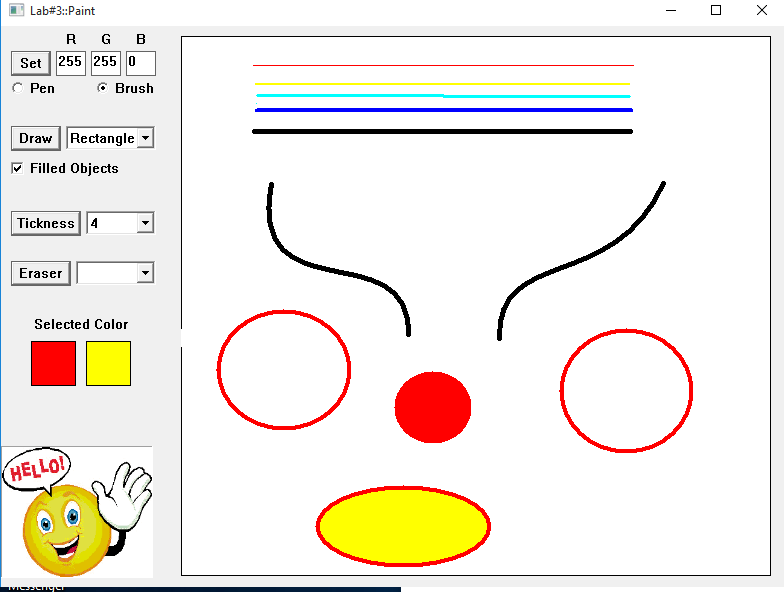 Lab#3::Paint
R G B
Set 255 255 0
Pen Brush
Draw Rectangle
Filled Objects
Tickness 4
Eraser
Selected Color
HELLO!
Messenger